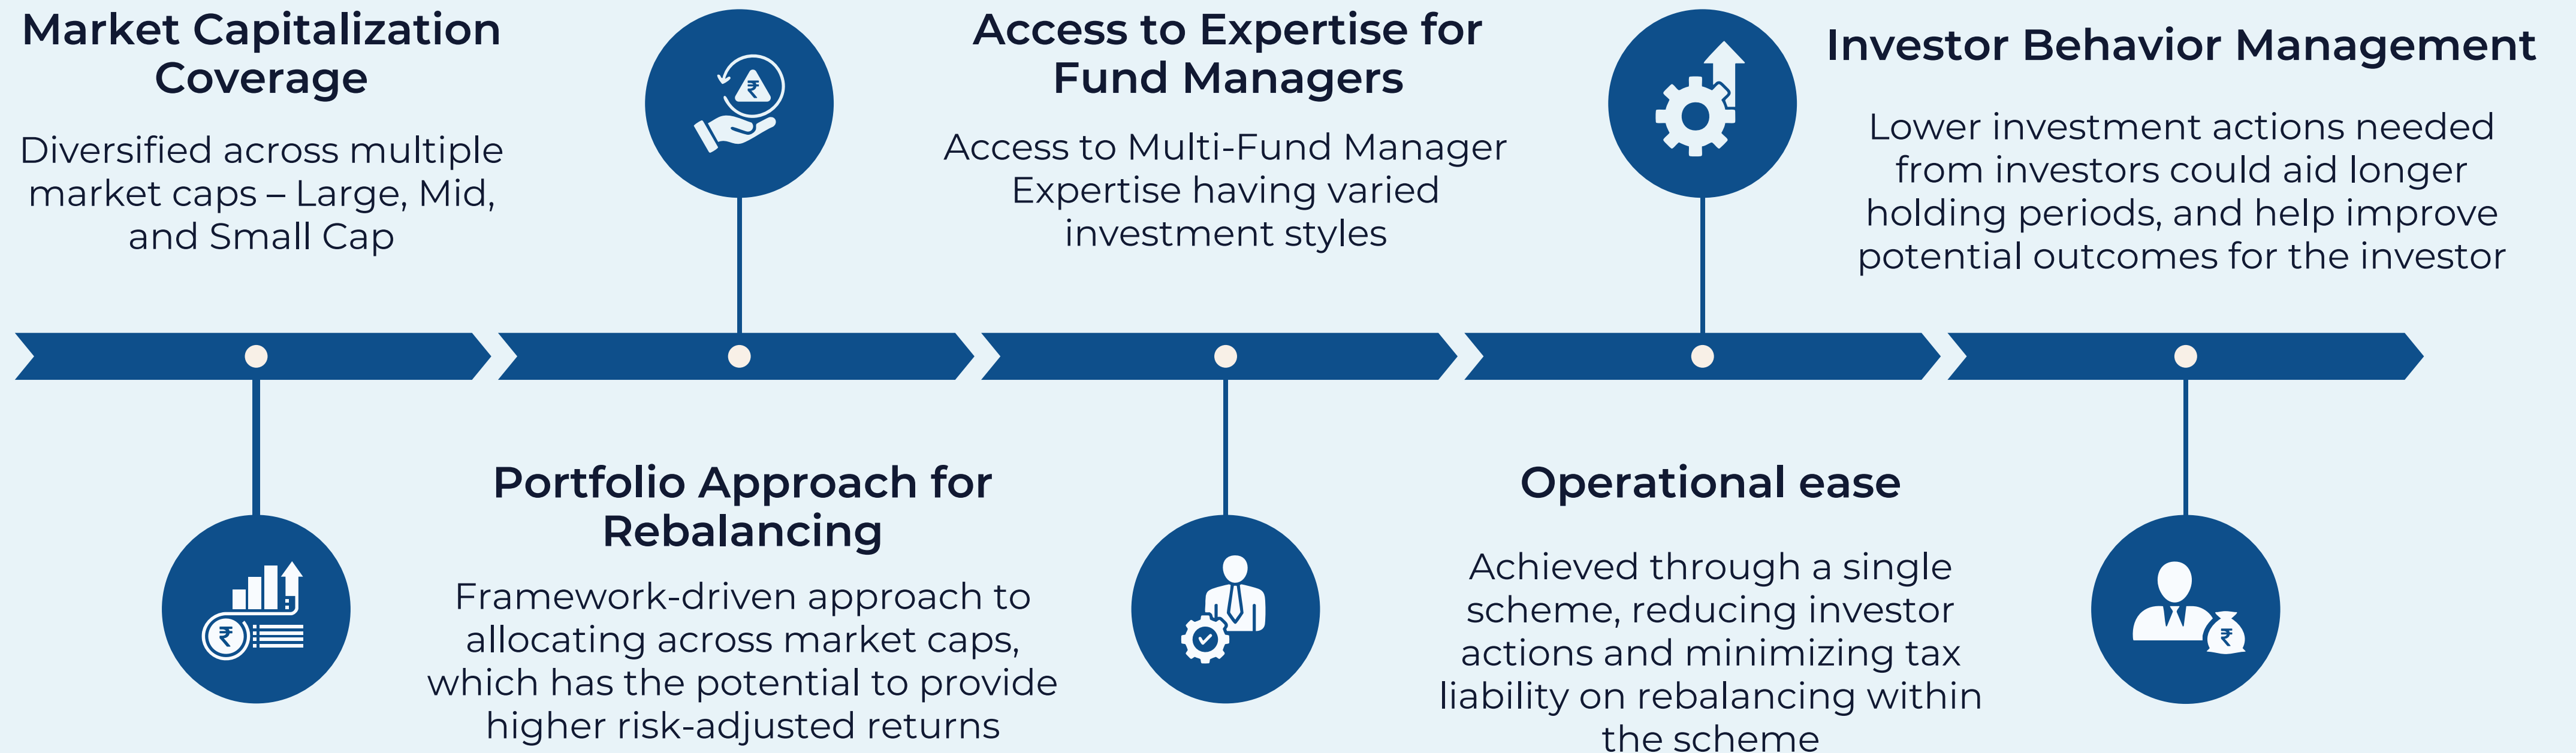 Market Capitalization
Coverage
Diversified across multiple
market caps – Large, Mid,
and Small Cap
Portfolio Approach for
Rebalancing
Framework-driven approach to
allocating across market caps,
which has the potential to provide
higher risk-adjusted returns
Access to Expertise for
Fund Managers
Access to Multi-Fund Manager
Expertise having varied
investment styles
Operational ease
Achieved through a single
scheme, reducing investor
actions and minimizing tax
liability on rebalancing within
the scheme
Investor Behavior Management
Lower investment actions needed
from investors could aid longer
holding periods, and help improve
potential outcomes for the investor
₹
₹
₹